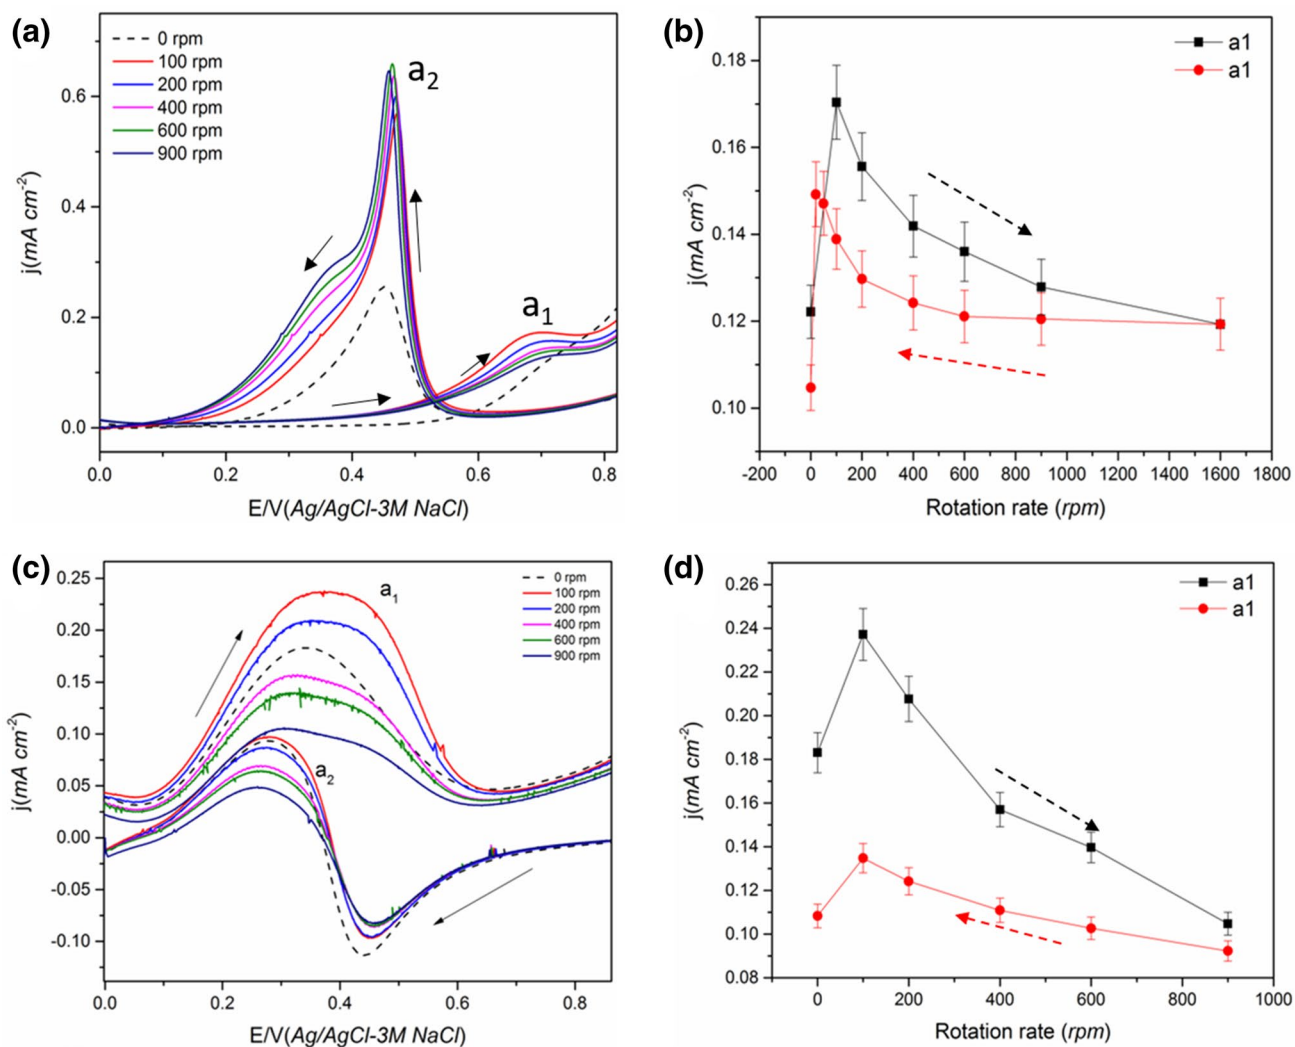 (a)
0 rpm
100 rpm
200 rpm
400 rpm
600 rpm
900 rpm
a2
a1
0.6
0.4
0.2
0.0
j(mA cm-2)
0.0 0.2 0.4 0.6 0.8
E/V(Ag/AgCl-3M NaCl)
(b)
a1
a1
0.18
0.16
0.14
0.12
0.10
j(mA cm-2)
-200 0 200 400 600 800 1000 1200 1400 1600 1800
Rotation rate (rpm)
(c)
0 rpm
100 rpm
200 rpm
400 rpm
600 rpm
900 rpm
a1
a2
0.25
0.20
0.15
0.10
0.05
0.00
-0.05
-0.10
j(mA cm-2)
0.0 0.2 0.4 0.6 0.8
E/V(Ag/AgCl-3M NaCl)
(d)
a1
a1
0.26
0.24
0.22
0.20
0.18
0.16
0.14
0.12
0.10
0.08
j(mA cm-2)
0 200 400 600 800 1000
Rotation rate (rpm)